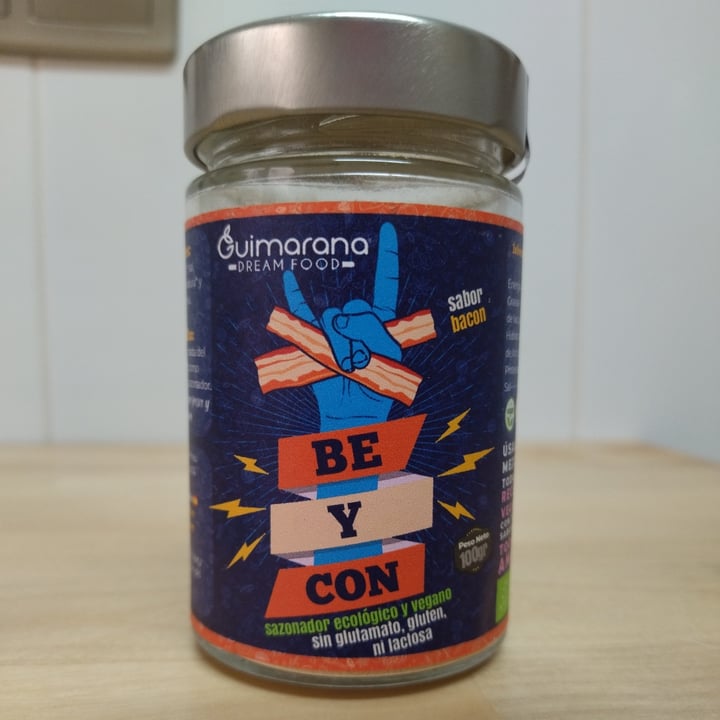 Guimarana
DREAM FOOD
sabor
bacon
BE
Y
CON
Peso Neto
100gr
sazonador ecológico y vegano
sin glutamato, gluten,
ni lactosa